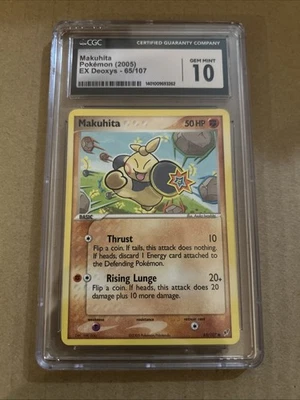 CGC
CERTIFIED GUARANTY COMPANY
Makuhita
Pokémon (2005)
EX Deoxys - 65/107
GEM MINT
10
Makuhita
50 HP
BASIC
Thrust 10
Flip a coin. If tails, this attack does nothing.
If heads, discard 1 Energy card attached to
the Defending Pokémon.
Rising Lunge 20+
Flip a coin. If heads, this attack does 20
damage plus 10 more damage.